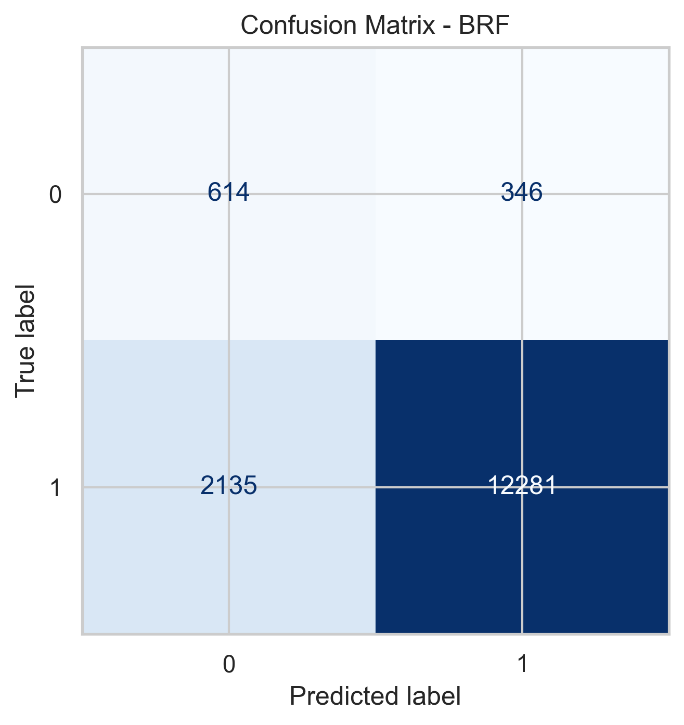 Confusion Matrix - BRF
0
614
346
True label
1
2135
12281
0
1
Predicted label